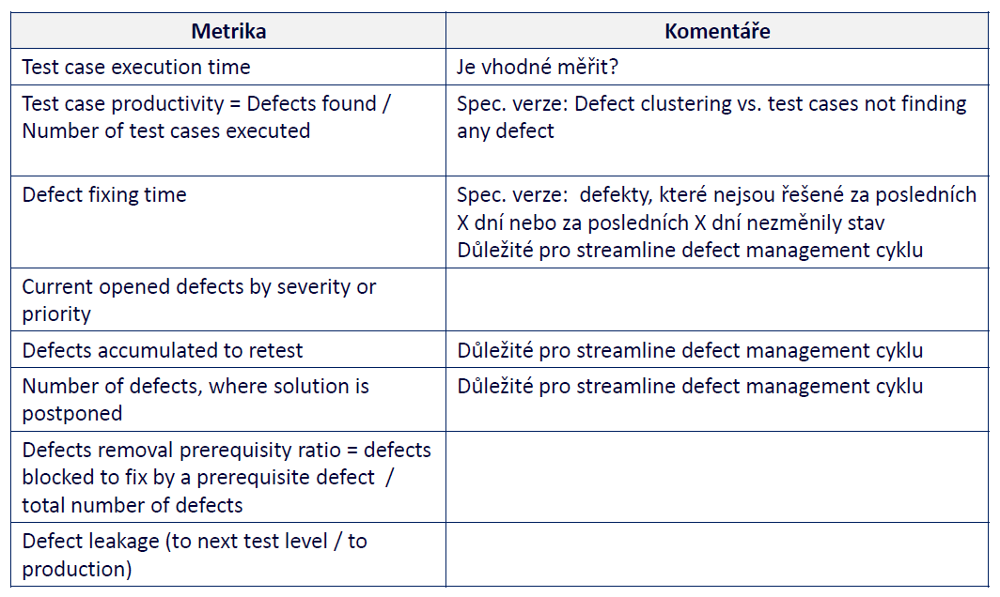 Metrika
Komentáře
Test case execution time
Je vhodné měřit?
Test case productivity = Defects found /
Number of test cases executed
Spec. verze: Defect clustering vs. test cases not finding
any defect
Defect fixing time
Spec. verze:  defekty, které nejsou řešené za posledních
X dní nebo za posledních X dní nezměnily stav
Důležité pro streamline defect management cyklu
Current opened defects by severity or
priority
Defects accumulated to retest
Důležité pro streamline defect management cyklu
Number of defects, where solution is
postponed
Důležité pro streamline defect management cyklu
Defects removal prerequisity ratio = defects
blocked to fix by a prerequisite defect  /
total number of defects
Defect leakage (to next test level / to
production)